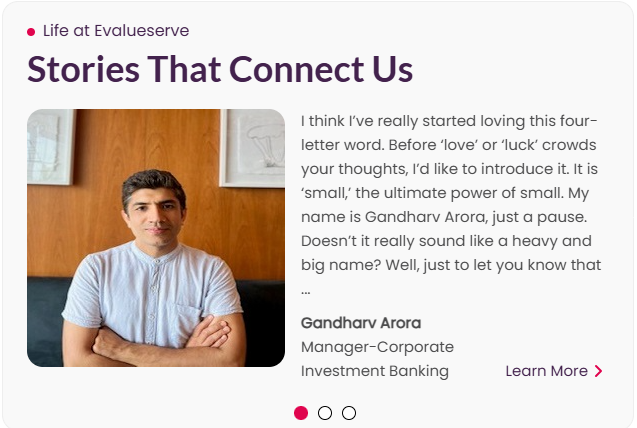 Life at Evalueserve
Stories That Connect Us
I think I’ve really started loving this four-
letter word. Before ‘love’ or ‘luck’ crowds
your thoughts, I’d like to introduce it. It is
‘small,’ the ultimate power of small. My
name is Gandharv Arora, just a pause.
Doesn’t it really sound like a heavy and
big name? Well, just to let you know that
...
Gandharv Arora
Manager-Corporate
Investment Banking
Learn More